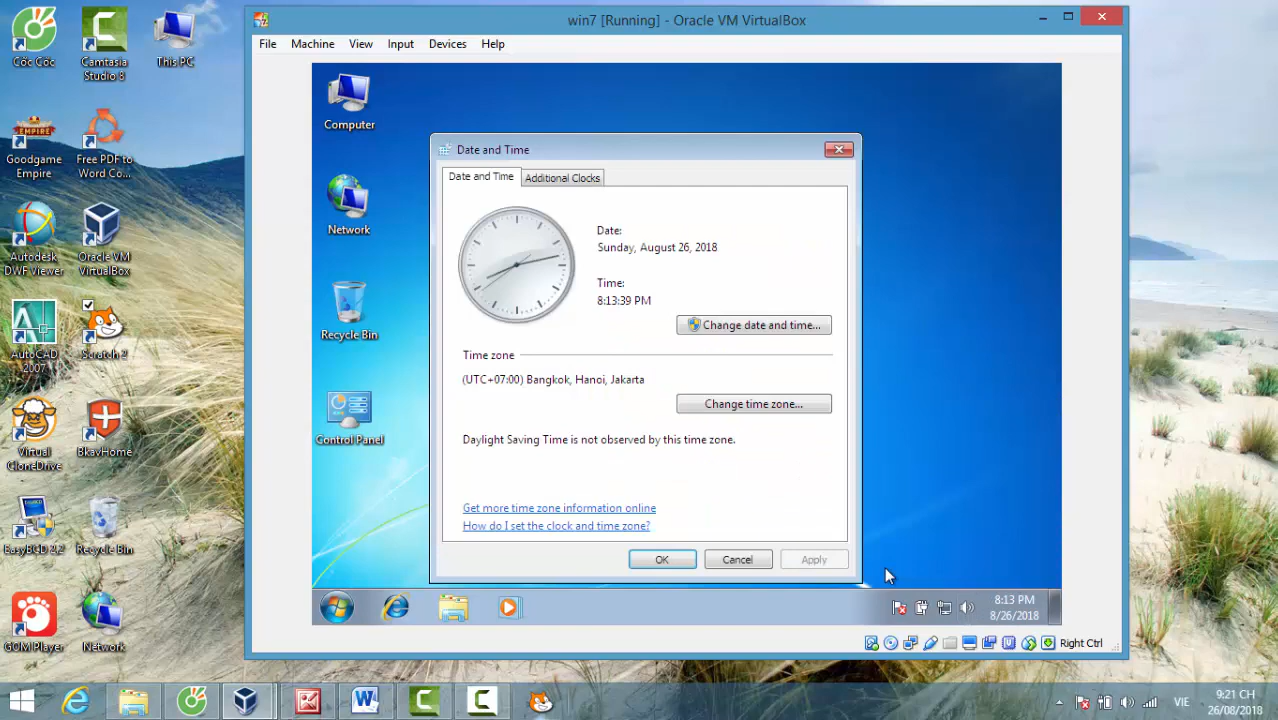 Cốc Cốc
Camtasia
Studio 8
This PC
Goodgame
Empire
Free PDF to
Word Co...
Autodesk
DWF Viewer
Oracle VM
VirtualBox
AutoCAD
2007
Scratch 2
Virtual
CloneDrive
BkavHome
EasyBCD 2.2
Recycle Bin
GOM Player
Network
win7 [Running] - Oracle VM VirtualBox
File Machine View Input Devices Help
Computer
Network
Recycle Bin
Control Panel
Date and Time
Date and Time
Additional Clocks
Date:
Sunday, August 26, 2018
Time:
8:13:39 PM
Change date and time...
Time zone
(UTC+07:00) Bangkok, Hanoi, Jakarta
Change time zone...
Daylight Saving Time is not observed by this time zone.
Get more time zone information online
How do I set the clock and time zone?
OK
Cancel
Apply
8:13 PM
8/26/2018
Right Ctrl
VIE
9:21 CH
26/08/2018